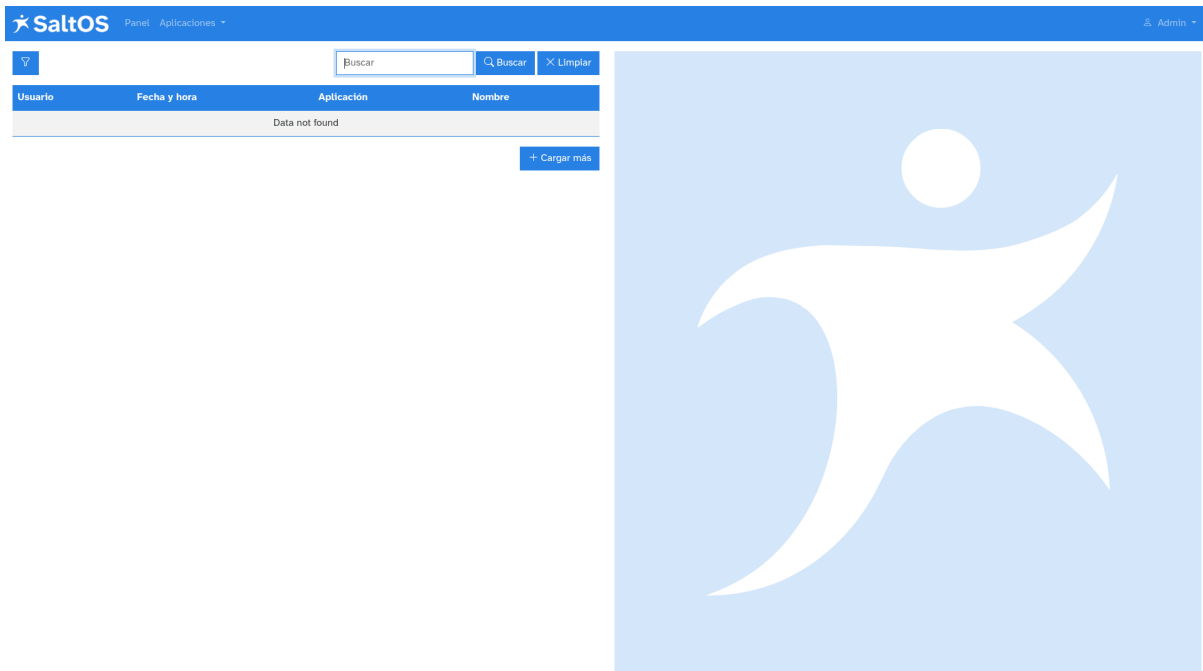 SaltOS Panel Aplicaciones Admin
Buscar Buscar Limpiar
Usuario Fecha y hora Aplicación Nombre
Data not found
+ Cargar más